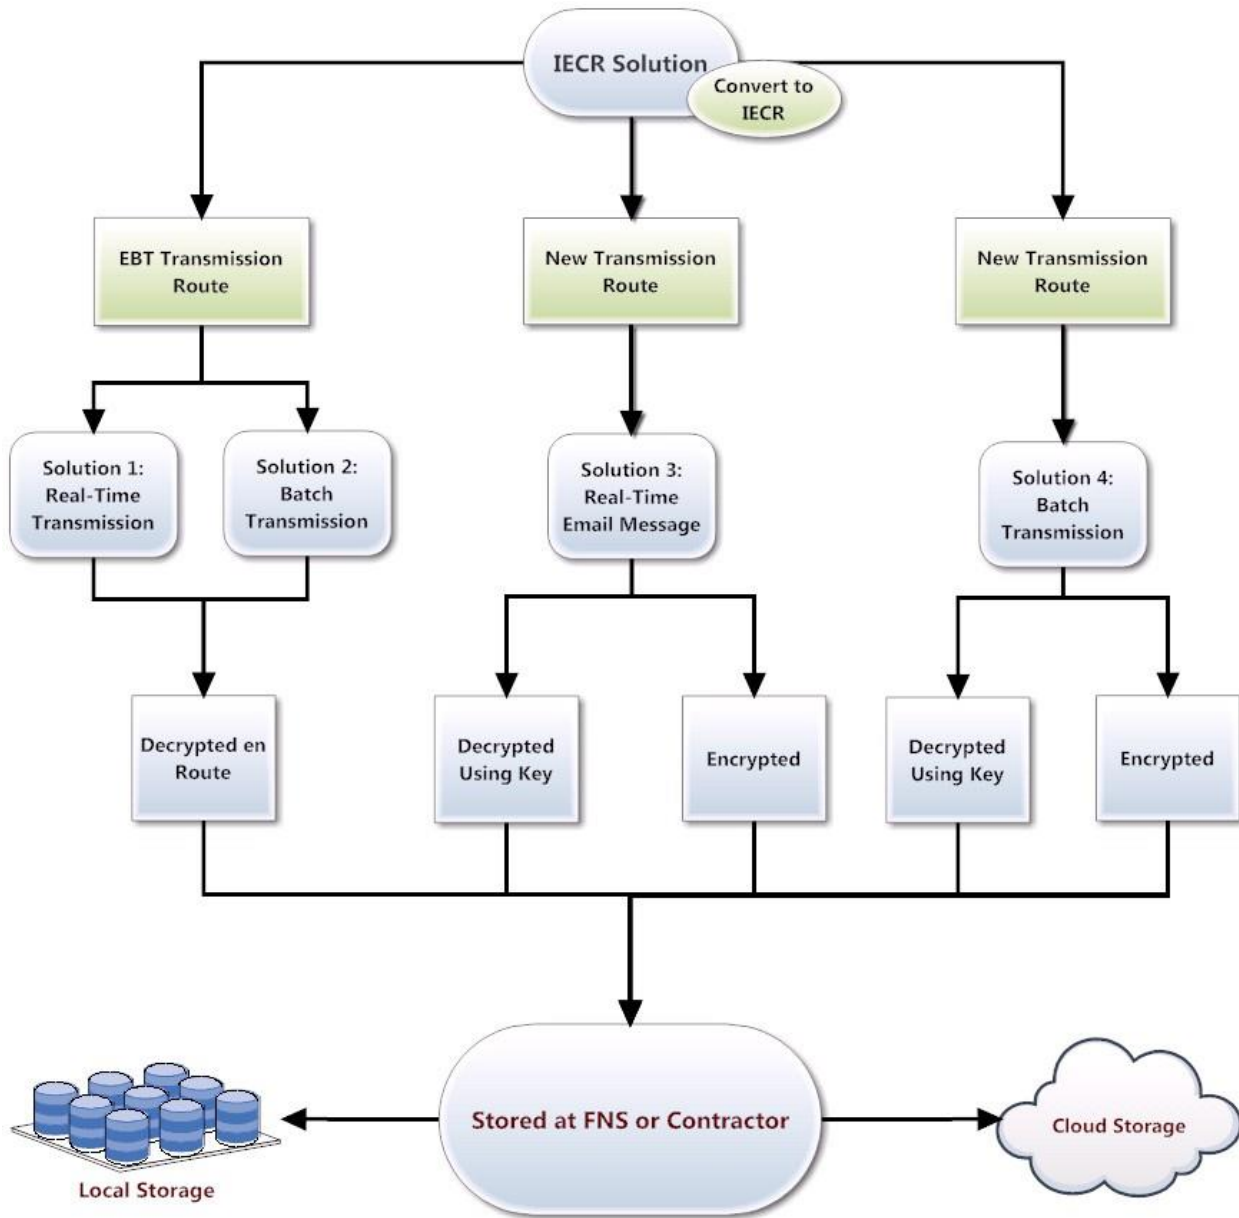 IECR Solution
Convert to
IECR
EBT Transmission
Route
New Transmission
Route
New Transmission
Route
Solution 1:
Real-Time
Transmission
Solution 2:
Batch
Transmission
Solution 3:
Real-Time
Email Message
Solution 4:
Batch
Transmission
Decrypted en
Route
Decrypted
Using Key
Encrypted
Decrypted
Using Key
Encrypted
Stored at FNS or Contractor
Local Storage
Cloud Storage